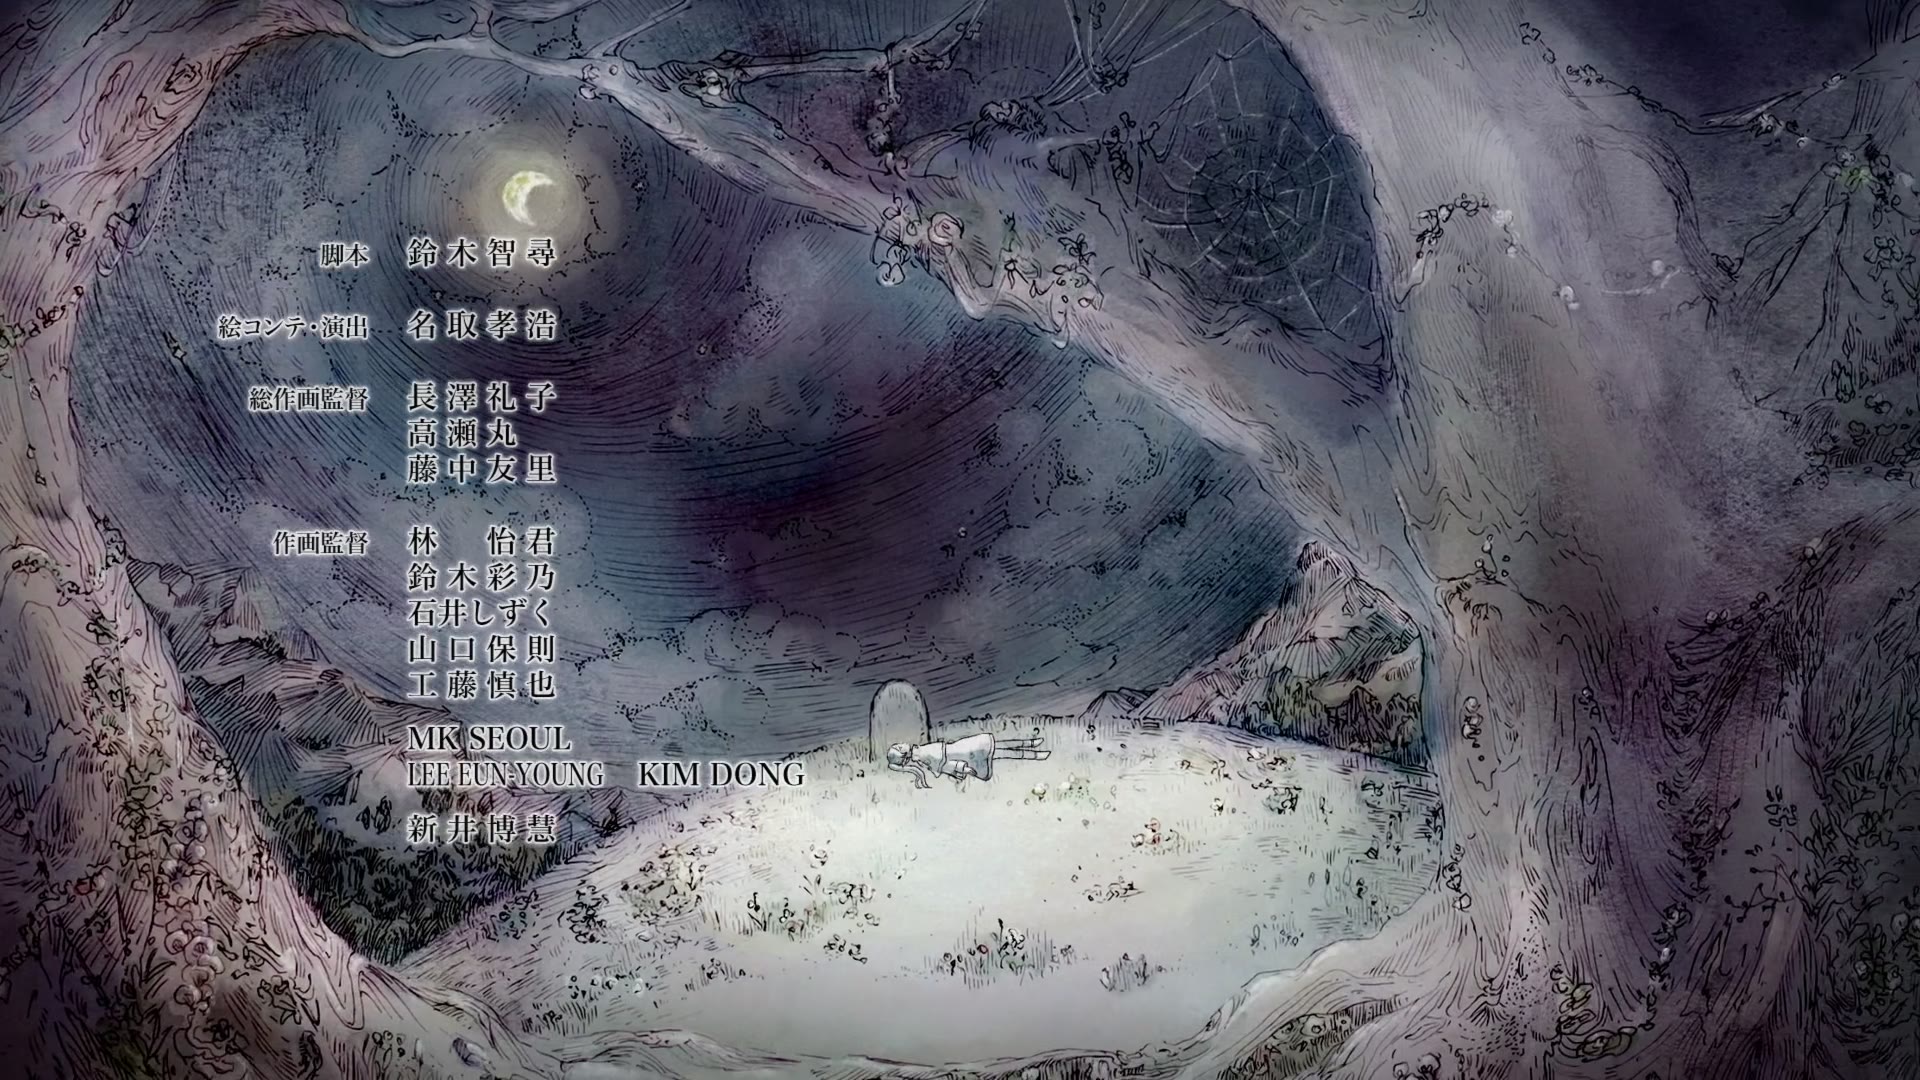 脚本 鈴木智尋
絵コンテ・演出 名取孝浩
総作画監督 長澤礼子
高瀬丸
藤中友里
作画監督 林 怡君
鈴木彩乃
石井しずく
山口保則
工藤慎也
MK SEOUL
LEE EUN-YOUNG KIM DONG
新井博慧